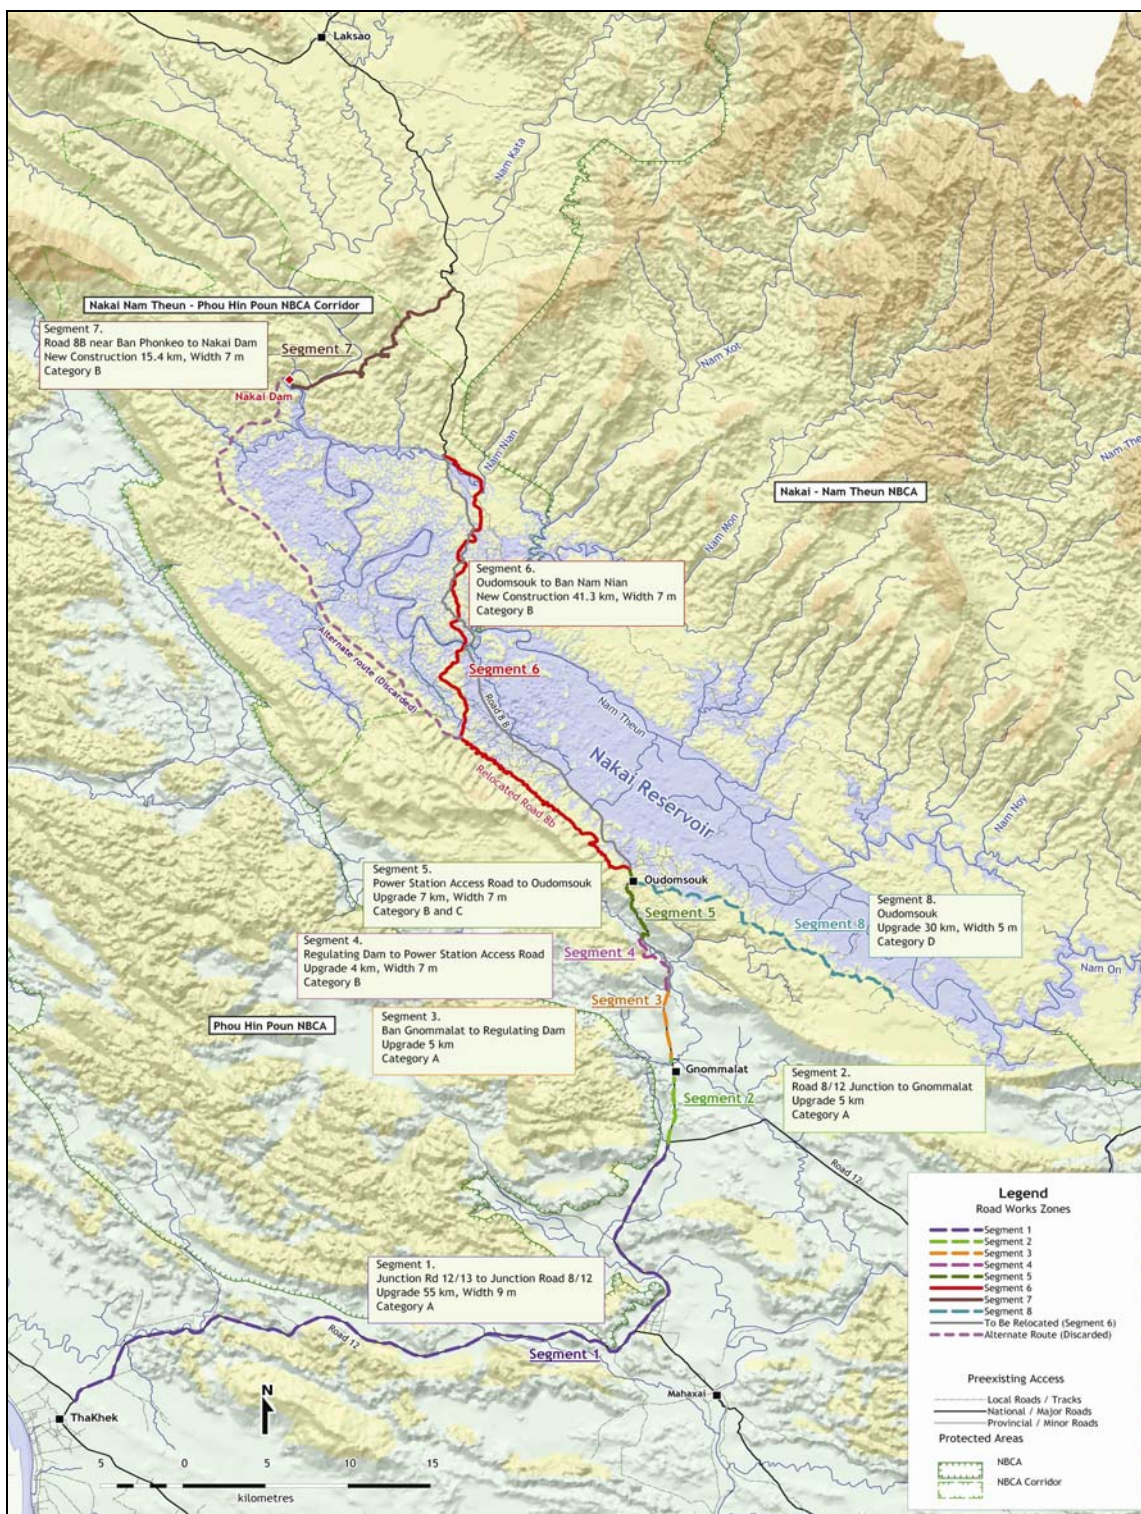 Laksao
Nam Kata
Nakai Nam Theun - Phou Hin Poun NBCA Corridor
Segment 7.
Road 8B near Ban Phonkeo to Nakai Dam
New Construction 15.4 km, Width 7 m
Category B
Segment 7
Nakai Dam
Nam Xot
Nam Nian
Nam The
Nakai - Nam Theun NBCA
Nam Mon
Segment 6.
Oudomsouk to Ban Nam Nian
New Construction 41.3 km, Width 7 m
Category B
Alternate route (Discarded)
Segment 6
Road 8 B
Nam Theun
Nakai Reservoir
Relocated Road 8b
Nam Noy
Segment 5.
Power Station Access Road to Oudomsouk
Upgrade 7 km, Width 7 m
Category B and C
Oudomsouk
Segment 5
Segment 8
Segment 8.
Oudomsouk
Upgrade 30 km, Width 5 m
Category D
Segment 4.
Regulating Dam to Power Station Access Road
Upgrade 4 km, Width 7 m
Category B
Segment 4
Nam On
Segment 3
Phou Hin Poun NBCA
Segment 3.
Ban Gnommalat to Regulating Dam
Upgrade 5 km
Category A
Gnommalat
Segment 2
Segment 2.
Road 8/12 Junction to Gnommalat
Upgrade 5 km
Category A
Road 12
Segment 1.
Junction Rd 12/13 to Junction Road 8/12
Upgrade 55 km, Width 9 m
Category A
Road 12
Segment 1
Mahaxai
ThaKhek
N
5 0 5 10 15
kilometres
Legend
Road Works Zones
Segment 1
Segment 2
Segment 3
Segment 4
Segment 5
Segment 6
Segment 7
Segment 8
To Be Relocated (Segment 6)
Alternate Route (Discarded)
Preexisting Access
Local Roads / Tracks
National / Major Roads
Provincial / Minor Roads
Protected Areas
NBCA
NBCA Corridor